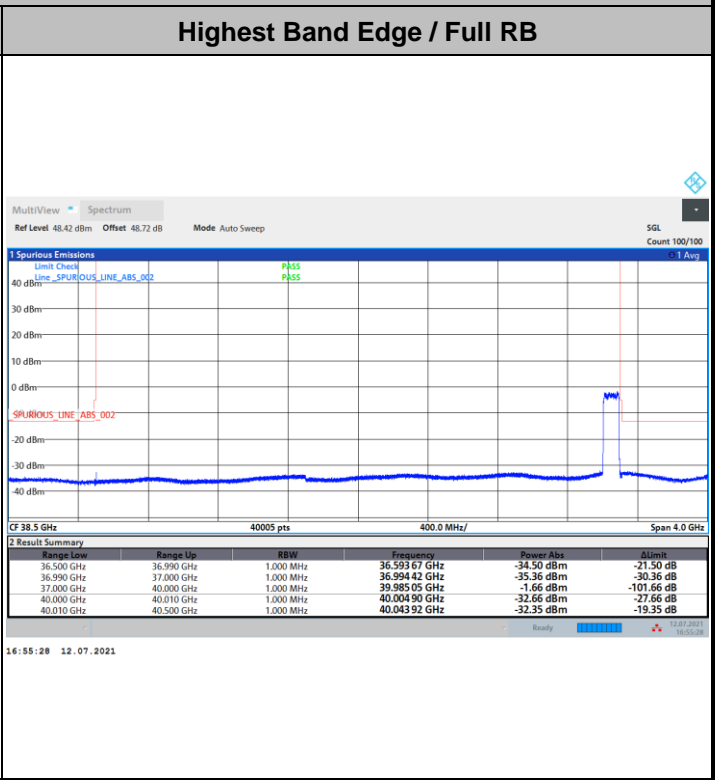 Highest Band Edge / Full RB
MultiView Spectrum
Ref Level 48.42 dBm Offset 48.72 dB Mode Auto Sweep SGL
Count 100/100
1 Spurious Emissions 1 Avg
Limit Check PASS
Line _SPURIOUS_LINE_ABS_002 PASS
40 dBm
30 dBm
20 dBm
10 dBm
0 dBm
_SPURIOUS_LINE_ABS_002
-20 dBm
-30 dBm
-40 dBm
CF 38.5 GHz 40005 pts 400.0 MHz/ Span 4.0 GHz
2 Result Summary
Range Low Range Up RBW Frequency Power Abs ΔLimit
36.500 GHz 36.990 GHz 1.000 MHz 36.593 67 GHz -34.50 dBm -21.50 dB
36.990 GHz 37.000 GHz 1.000 MHz 36.994 42 GHz -35.36 dBm -30.36 dB
37.000 GHz 40.000 GHz 1.000 MHz 39.985 05 GHz -1.66 dBm -101.66 dB
40.000 GHz 40.010 GHz 1.000 MHz 40.004 90 GHz -32.66 dBm -27.66 dB
40.010 GHz 40.500 GHz 1.000 MHz 40.043 92 GHz -32.35 dBm -19.35 dB
Ready 12.07.2021
16:55:28
16:55:28 12.07.2021